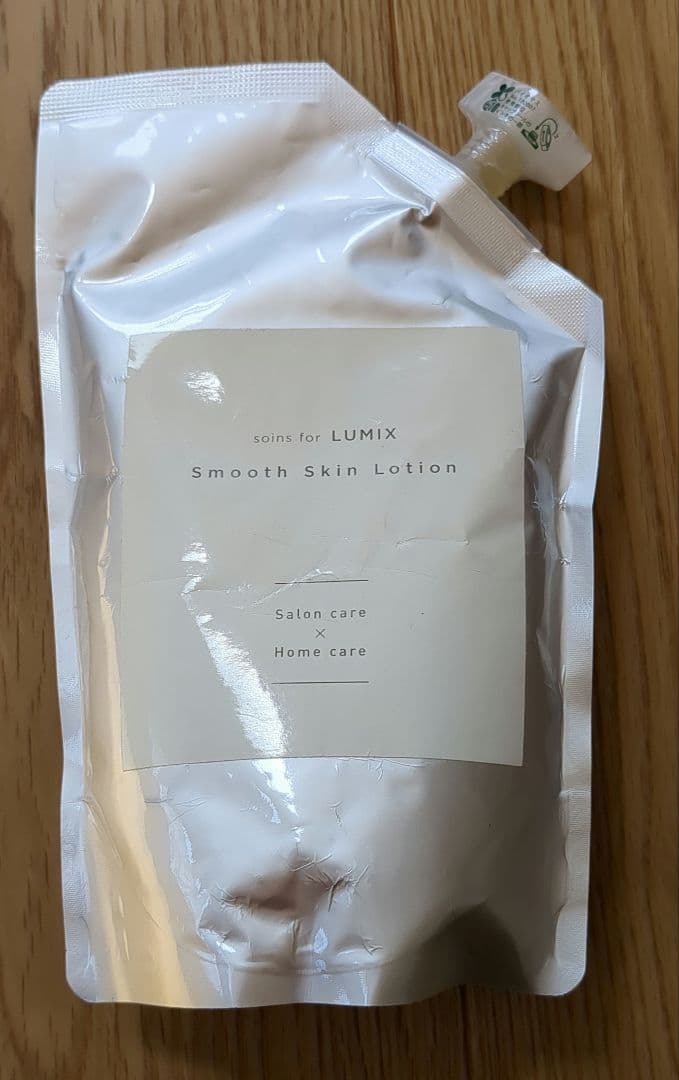 soins for LUMIX
Smooth Skin Lotion
Salon care
×
Home care